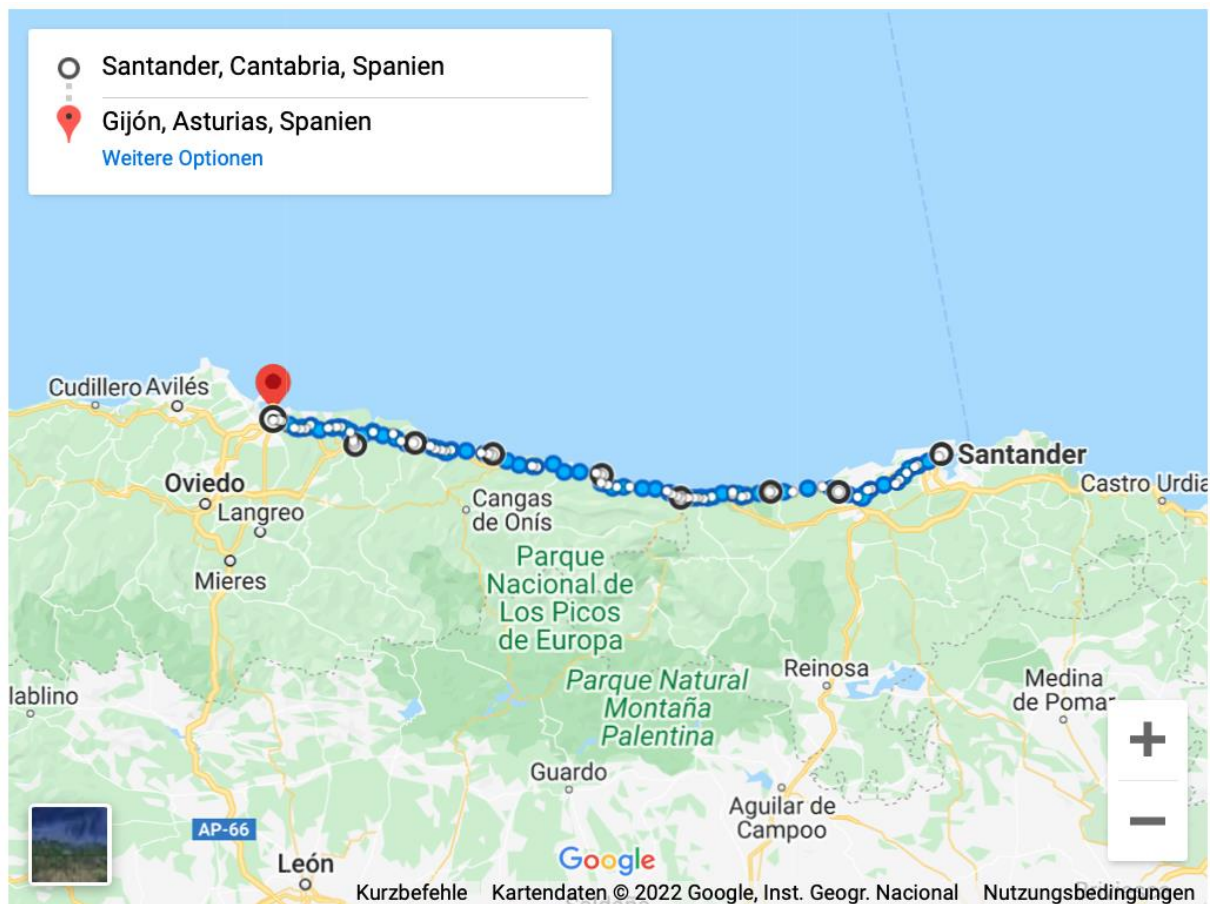 Santander, Cantabria, Spanien
Gijón, Asturias, Spanien
Weitere Optionen
Cudillero
Avilés
Santander
Castro Urdia
Oviedo
Langreo
Cangas
de Onís
Mieres
Parque
Nacional de
Los Picos
de Europa
Reinosa
Parque Natural
Montaña
Palentina
Medina
de Pomar
lablino
Guardo
Aguilar de
Campoo
AP-66
León
Google
Kurzbefehle
Kartendaten © 2022 Google, Inst. Geogr. Nacional
Nutzungsbedingungen